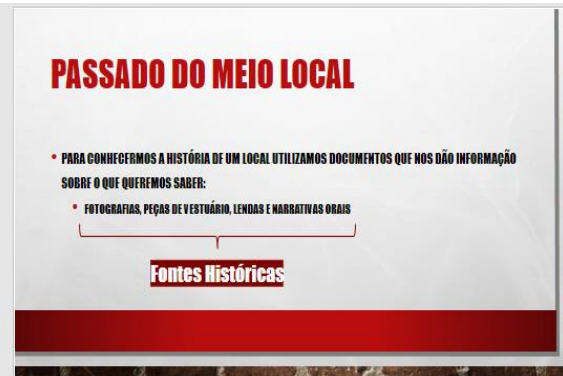 PASSADO DO MEIO LOCAL
• PARA CONHECERMOS A HISTÓRIA DE UM LOCAL UTILIZAMOS DOCUMENTOS QUE NOS DÃO INFORMAÇÃO
SOBRE O QUE QUEREMOS SABER:
• FOTOGRAFIAS, PEÇAS DE VESTUÁRIO, LENDAS E NARRATIVAS ORAIS
Fontes Históricas